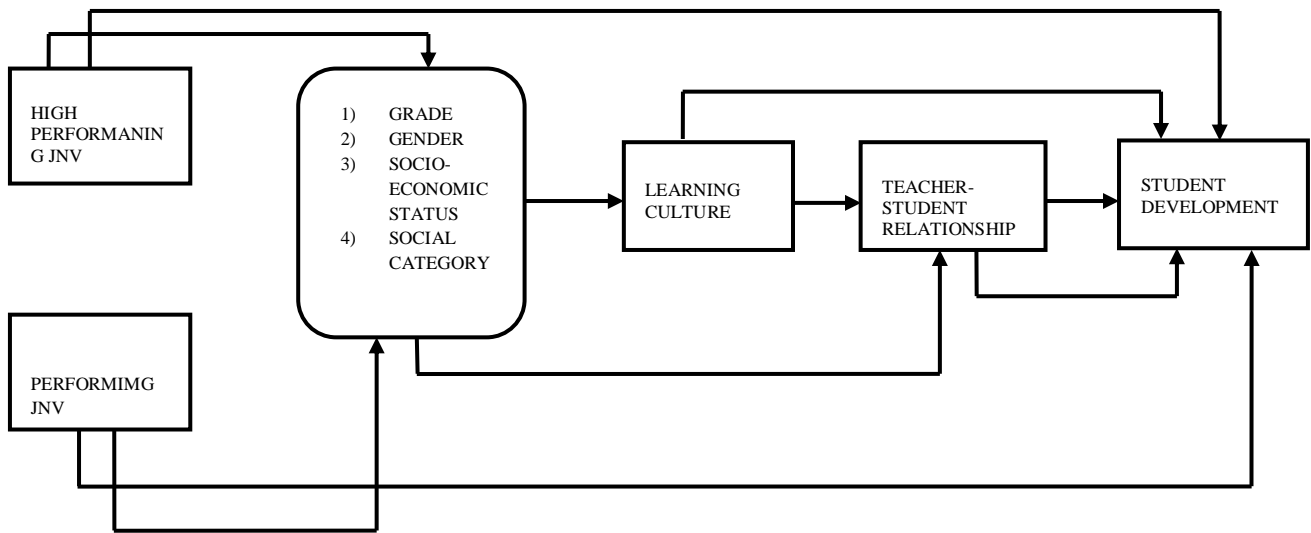 HIGH
PERFORMANIN
G JNV
1) GRADE
2) GENDER
3) SOCIO-
ECONOMIC
STATUS
4) SOCIAL
CATEGORY
LEARNING
CULTURE
TEACHER-
STUDENT
RELATIONSHIP
STUDENT
DEVELOPMENT
PERFORMIMG
JNV